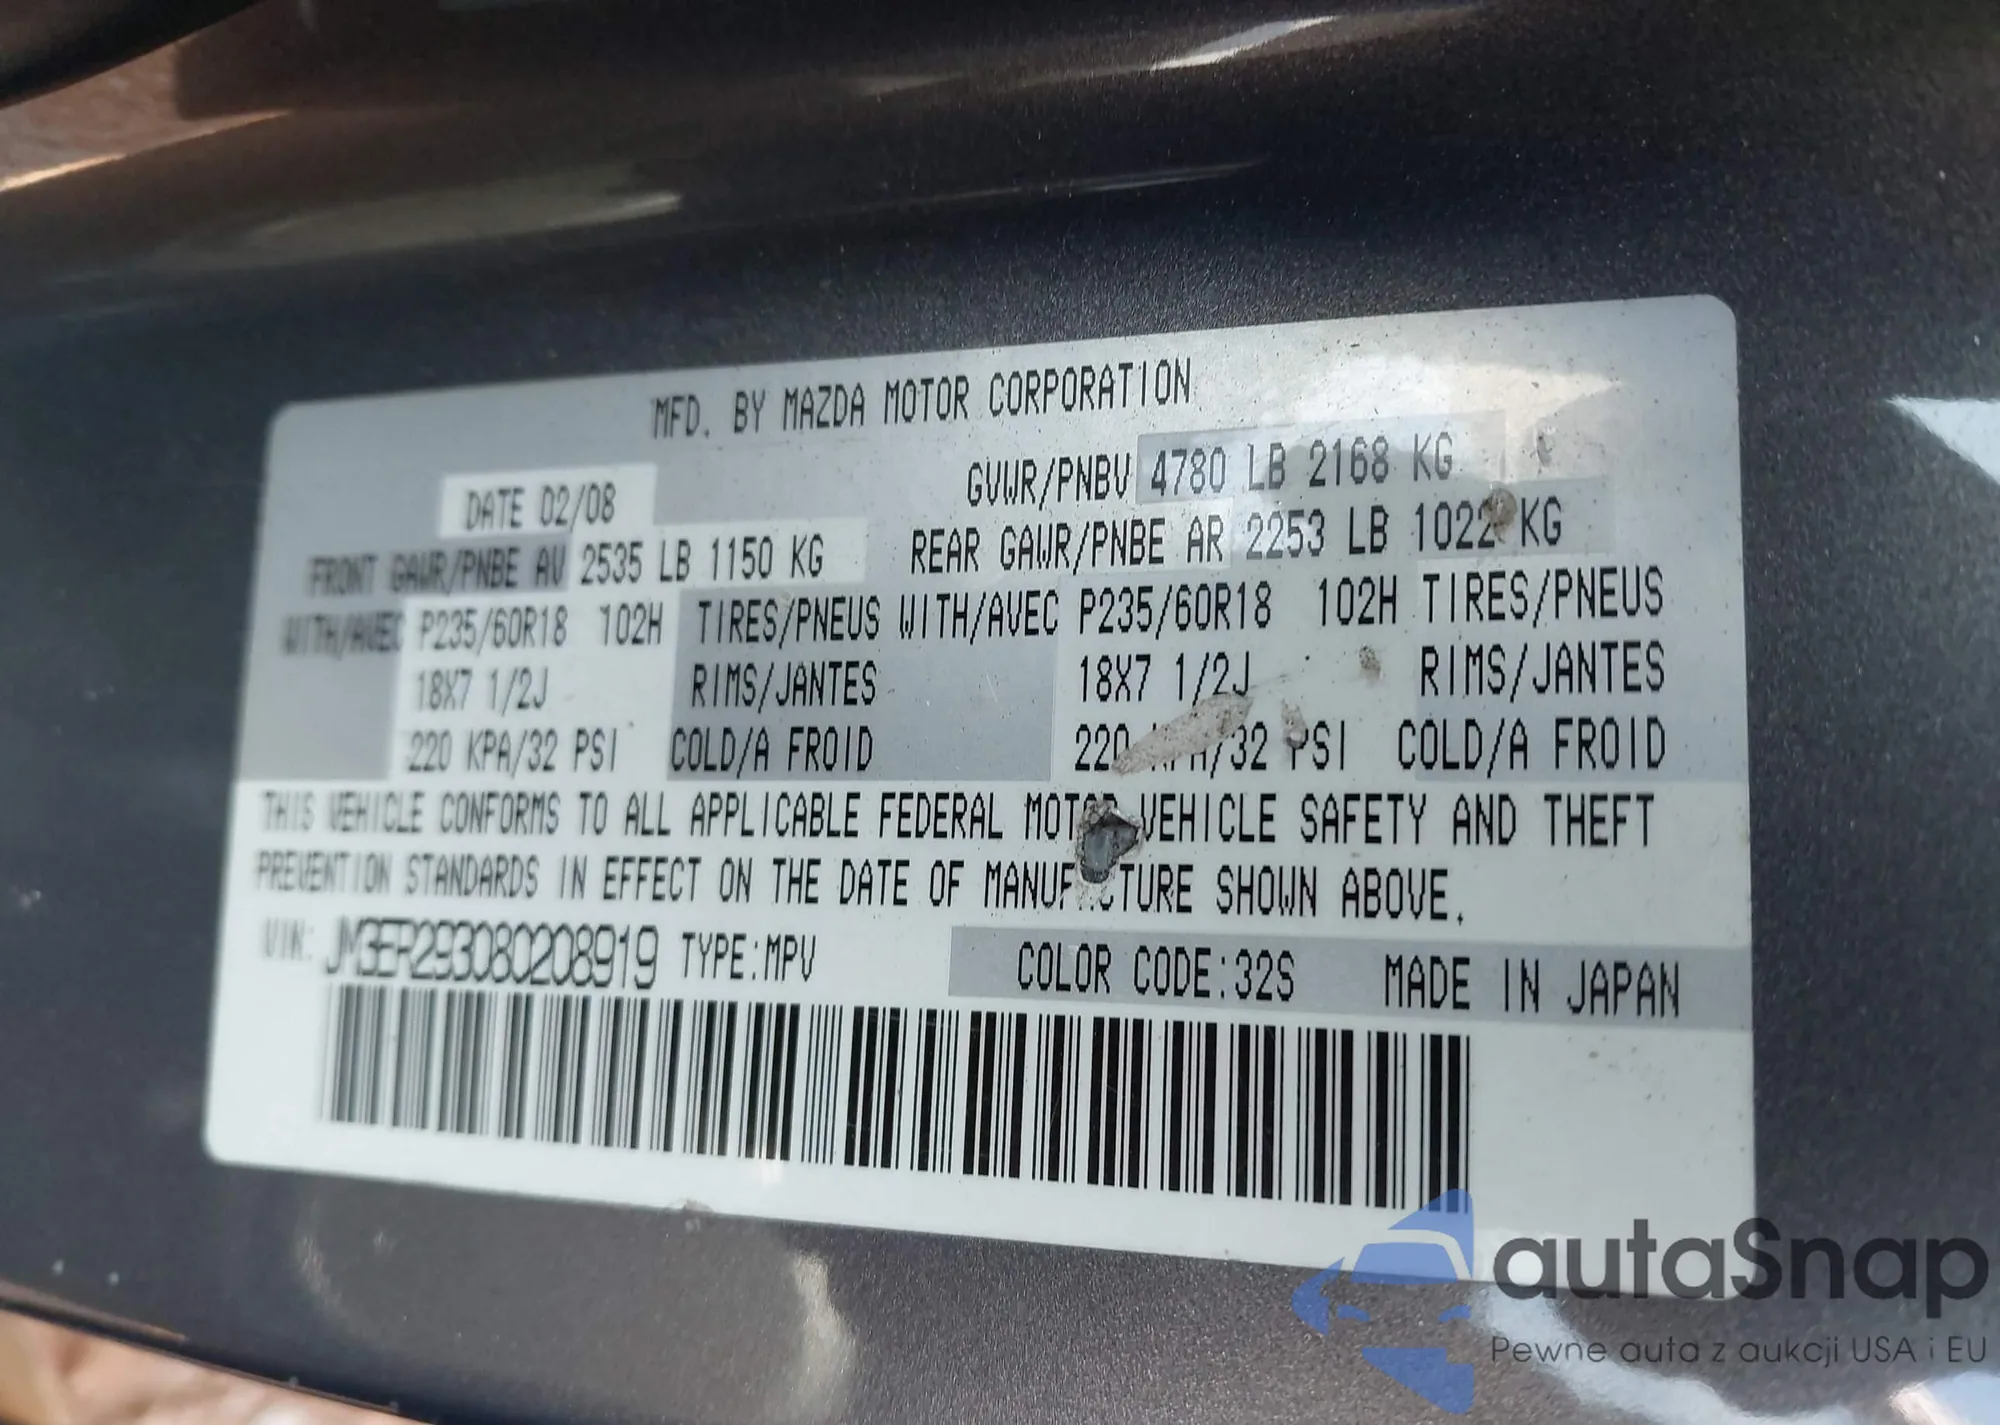 MFD. BY MAZDA MOTOR CORPORATION
DATE 02/08 GVWR/PNBV 4780 LB 2168 KG
FRONT GAWR/PNBE AV 2535 LB 1150 KG REAR GAWR/PNBE AR 2253 LB 1022 KG
WITH/AVEC P235/60R18 102H TIRES/PNEUS WITH/AVEC P235/60R18 102H TIRES/PNEUS
18X7 1/2J RIMS/JANTES 18X7 1/2J RIMS/JANTES
220 KPA/32 PSI COLD/A FROID 220 KPA/32 PSI COLD/A FROID
THIS VEHICLE CONFORMS TO ALL APPLICABLE FEDERAL MOTOR VEHICLE SAFETY AND THEFT
PREVENTION STANDARDS IN EFFECT ON THE DATE OF MANUFACTURE SHOWN ABOVE.
VIN: JM3ER293080208919 TYPE:MPV COLOR CODE:32S MADE IN JAPAN
autaSnap
Pewne auta z aukcji USA i EU